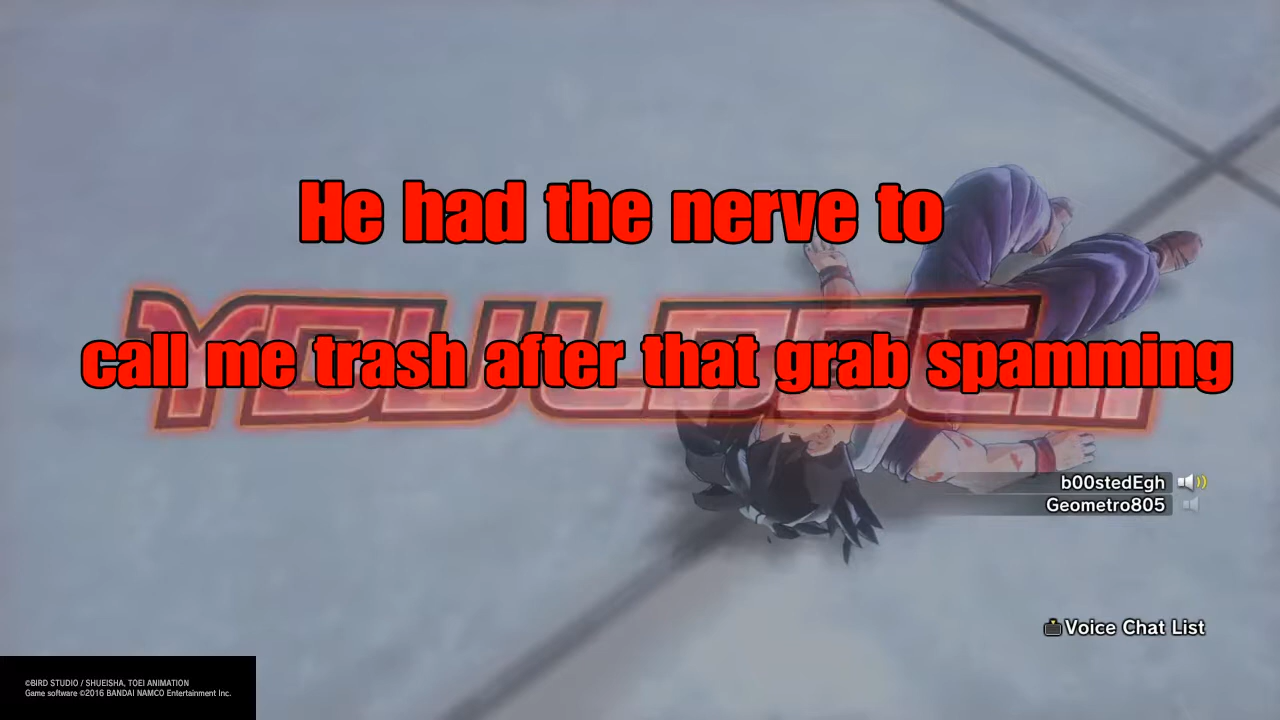 He had the nerve to
YOU LOSE!!!
call me trash after that grab spamming
b00stedEgh
Geometro805
Voice Chat List
©BIRD STUDIO / SHUEISHA, TOEI ANIMATION
Game software ©2016 BANDAI NAMCO Entertainment Inc.